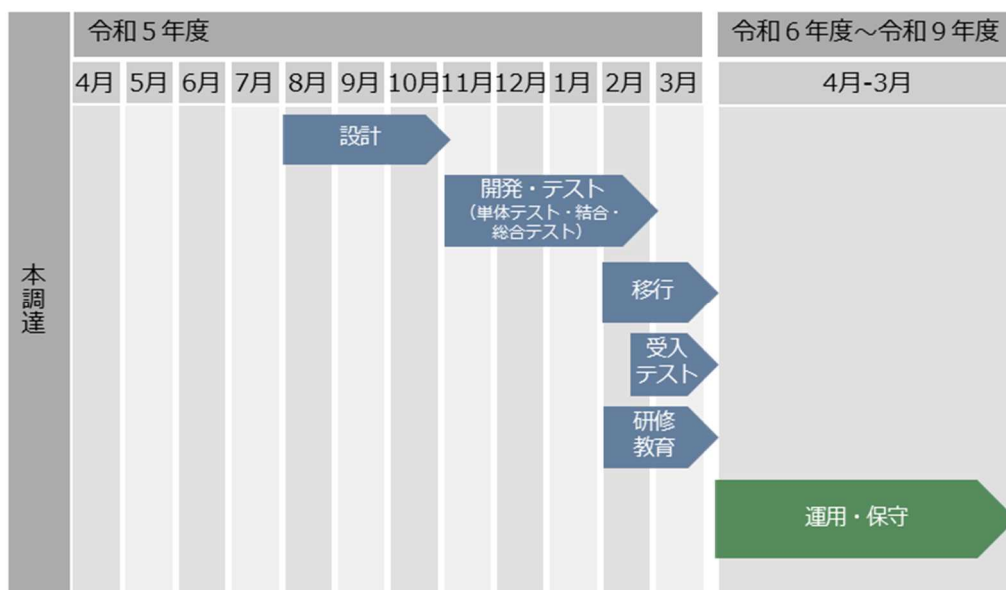 令和５年度
令和６年度～令和９年度
4月 5月 6月 7月 8月 9月 10月 11月 12月 1月 2月 3月
4月-3月
本調達
設計
開発・テスト
（単体テスト・結合・
総合テスト）
移行
受入
テスト
研修
教育
運用・保守